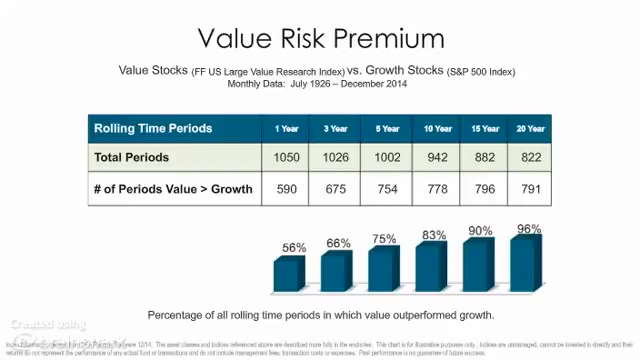 Value Risk Premium
Value Stocks (FF US Large Value Research Index) vs. Growth Stocks (S&P 500 Index)
Monthly Data: July 1926 – December 2014
Rolling Time Periods 1 Year 3 Year 5 Year 10 Year 15 Year 20 Year
Total Periods 1050 1026 1002 942 882 822
# of Periods Value > Growth 590 675 754 778 796 791
56% 66% 75% 83% 90% 96%
Percentage of all rolling time periods in which value outperformed growth.
Created using
12/14. The asset classes and indices referenced above are described more fully in the endnotes. This chart is for illustrative purposes only. Indices are unmanaged, cannot be invested in directly and their
returns do not represent the performance of any actual fund or transactions and do not include management fees, transaction costs or expenses. Past performance is no guarantee of future success.